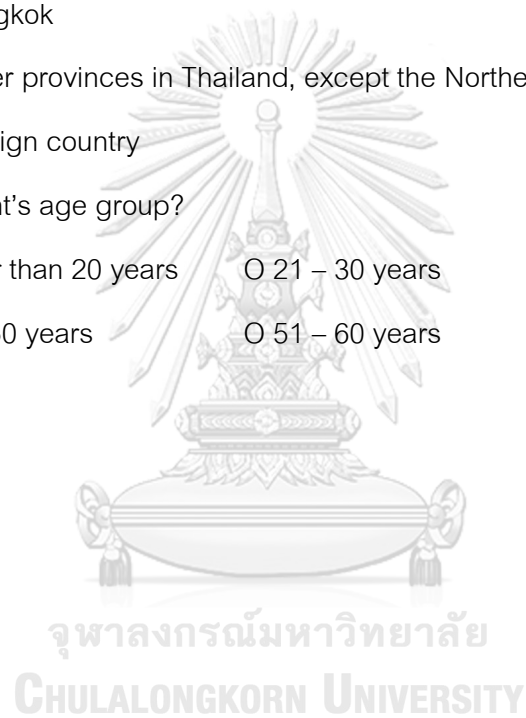 gkok
er provinces in Thailand, except the Northe
ign country
nt's age group?
r than 20 years O 21 – 30 years
60 years O 51 – 60 years
จุฬาลงกรณ์มหาวิทยาลัย
CHULALONGKORN UNIVERSITY